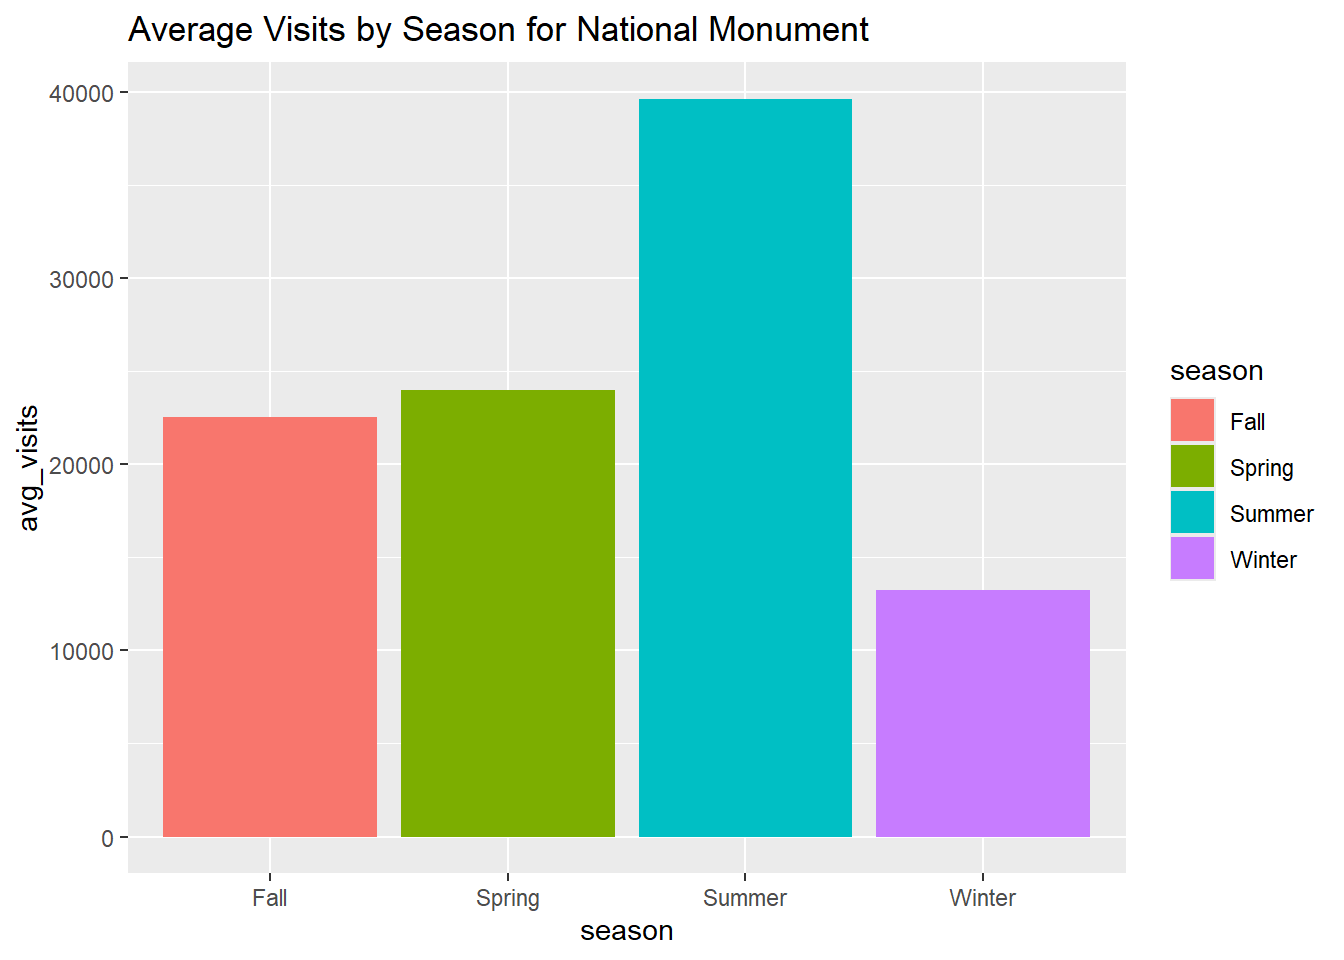 Average Visits by Season for National Monument
avg_visits
40000
30000
20000
10000
0
Fall Spring Summer Winter
season
season
Fall
Spring
Summer
Winter